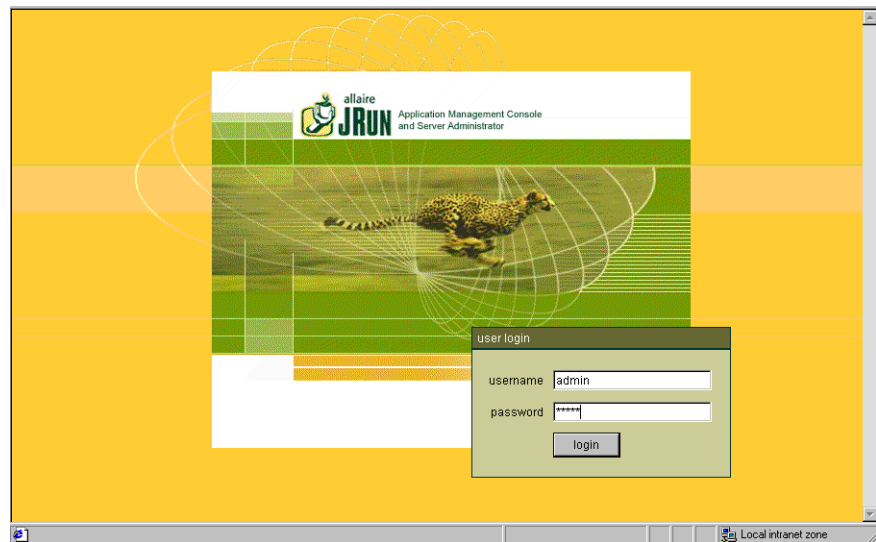 allaire
JRUN
Application Management Console
and Server Administrator
user login
username admin
password *****
login
Local intranet zone